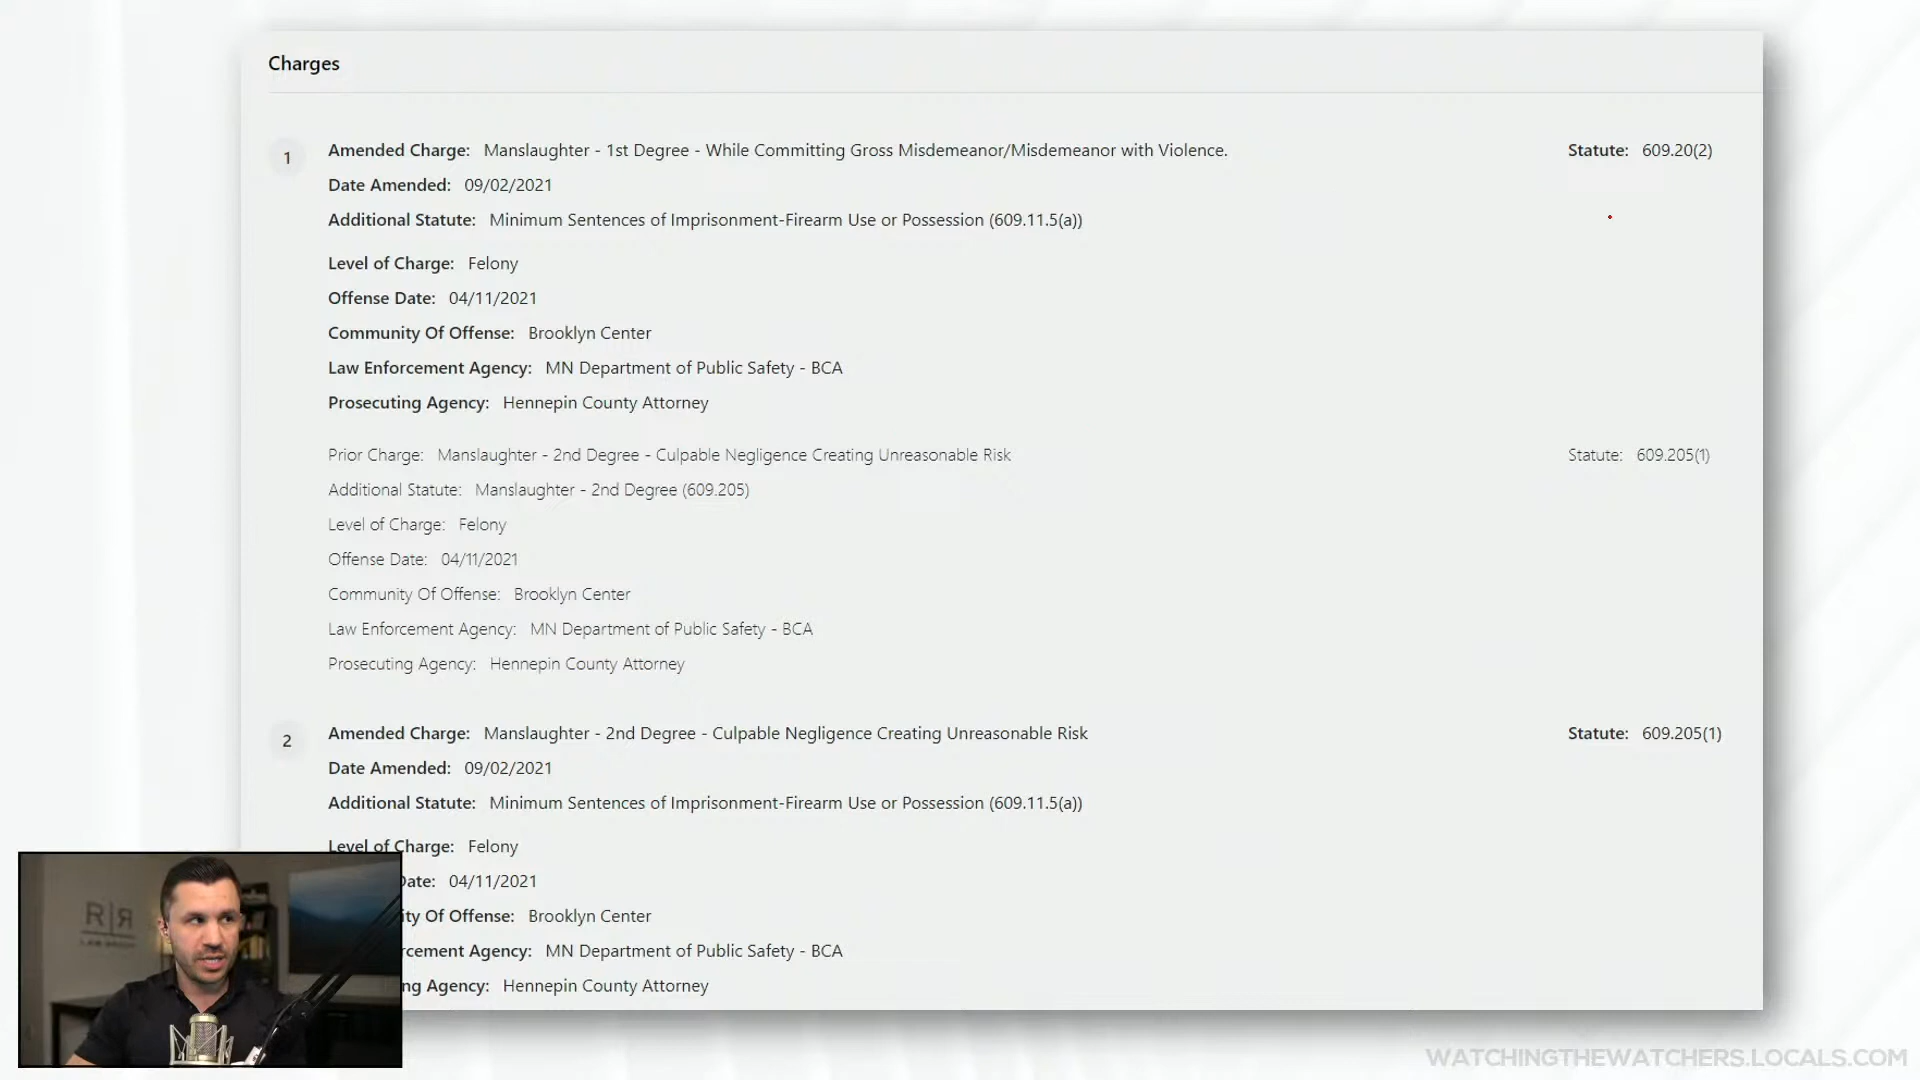 Charges
1
Amended Charge: Manslaughter - 1st Degree - While Committing Gross Misdemeanor/Misdemeanor with Violence. Statute: 609.20(2)
Date Amended: 09/02/2021
Additional Statute: Minimum Sentences of Imprisonment-Firearm Use or Possession (609.11.5(a))
Level of Charge: Felony
Offense Date: 04/11/2021
Community Of Offense: Brooklyn Center
Law Enforcement Agency: MN Department of Public Safety - BCA
Prosecuting Agency: Hennepin County Attorney
Prior Charge: Manslaughter - 2nd Degree - Culpable Negligence Creating Unreasonable Risk Statute: 609.205(1)
Additional Statute: Manslaughter - 2nd Degree (609.205)
Level of Charge: Felony
Offense Date: 04/11/2021
Community Of Offense: Brooklyn Center
Law Enforcement Agency: MN Department of Public Safety - BCA
Prosecuting Agency: Hennepin County Attorney
2
Amended Charge: Manslaughter - 2nd Degree - Culpable Negligence Creating Unreasonable Risk Statute: 609.205(1)
Date Amended: 09/02/2021
Additional Statute: Minimum Sentences of Imprisonment-Firearm Use or Possession (609.11.5(a))
Level of Charge: Felony
Date: 04/11/2021
ity Of Offense: Brooklyn Center
rcement Agency: MN Department of Public Safety - BCA
ng Agency: Hennepin County Attorney
WATCHINGTHEWATCHERS.LOCALS.COM